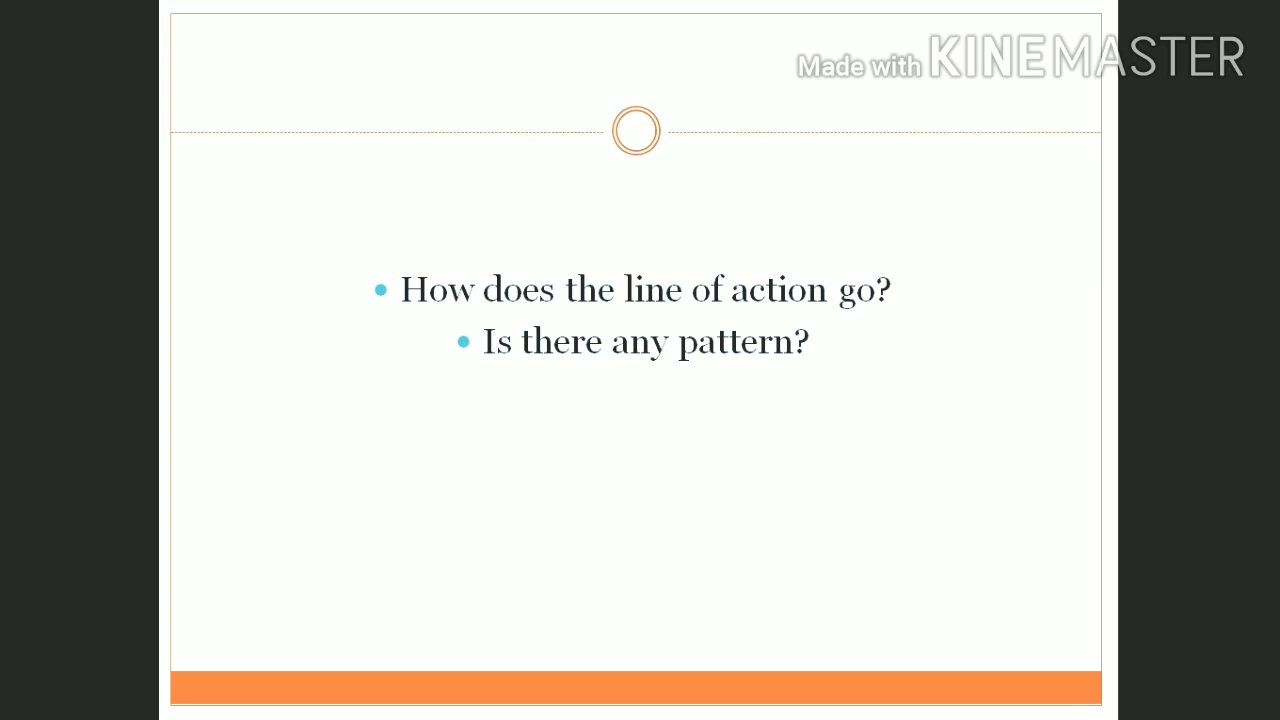 Made with KINEMASTER
How does the line of action go?
Is there any pattern?